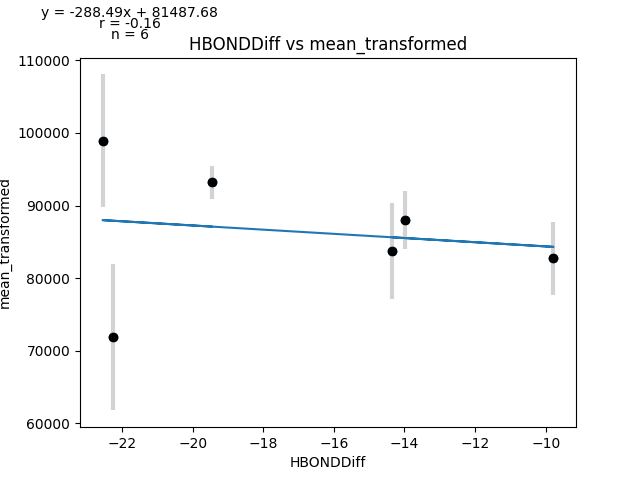 y = -288.49x + 81487.68
r = -0.16
n = 6
HBONDDiff vs mean_transformed
110000
100000
90000
80000
70000
60000
mean_transformed
−22
−20
−18
−16
−14
−12
−10
HBONDDiff